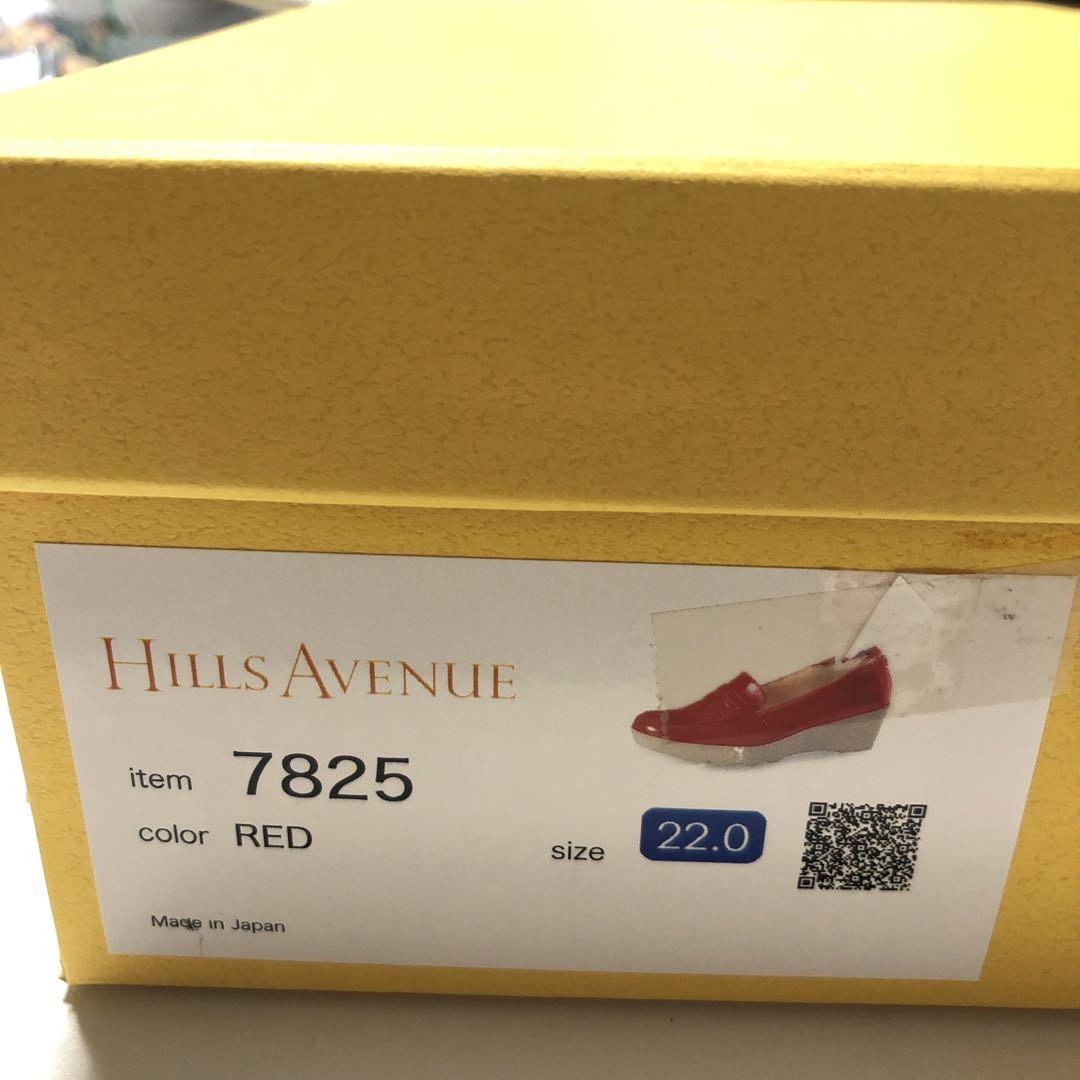 HILLS AVENUE
item 7825
color RED
size 22.0
Made in Japan